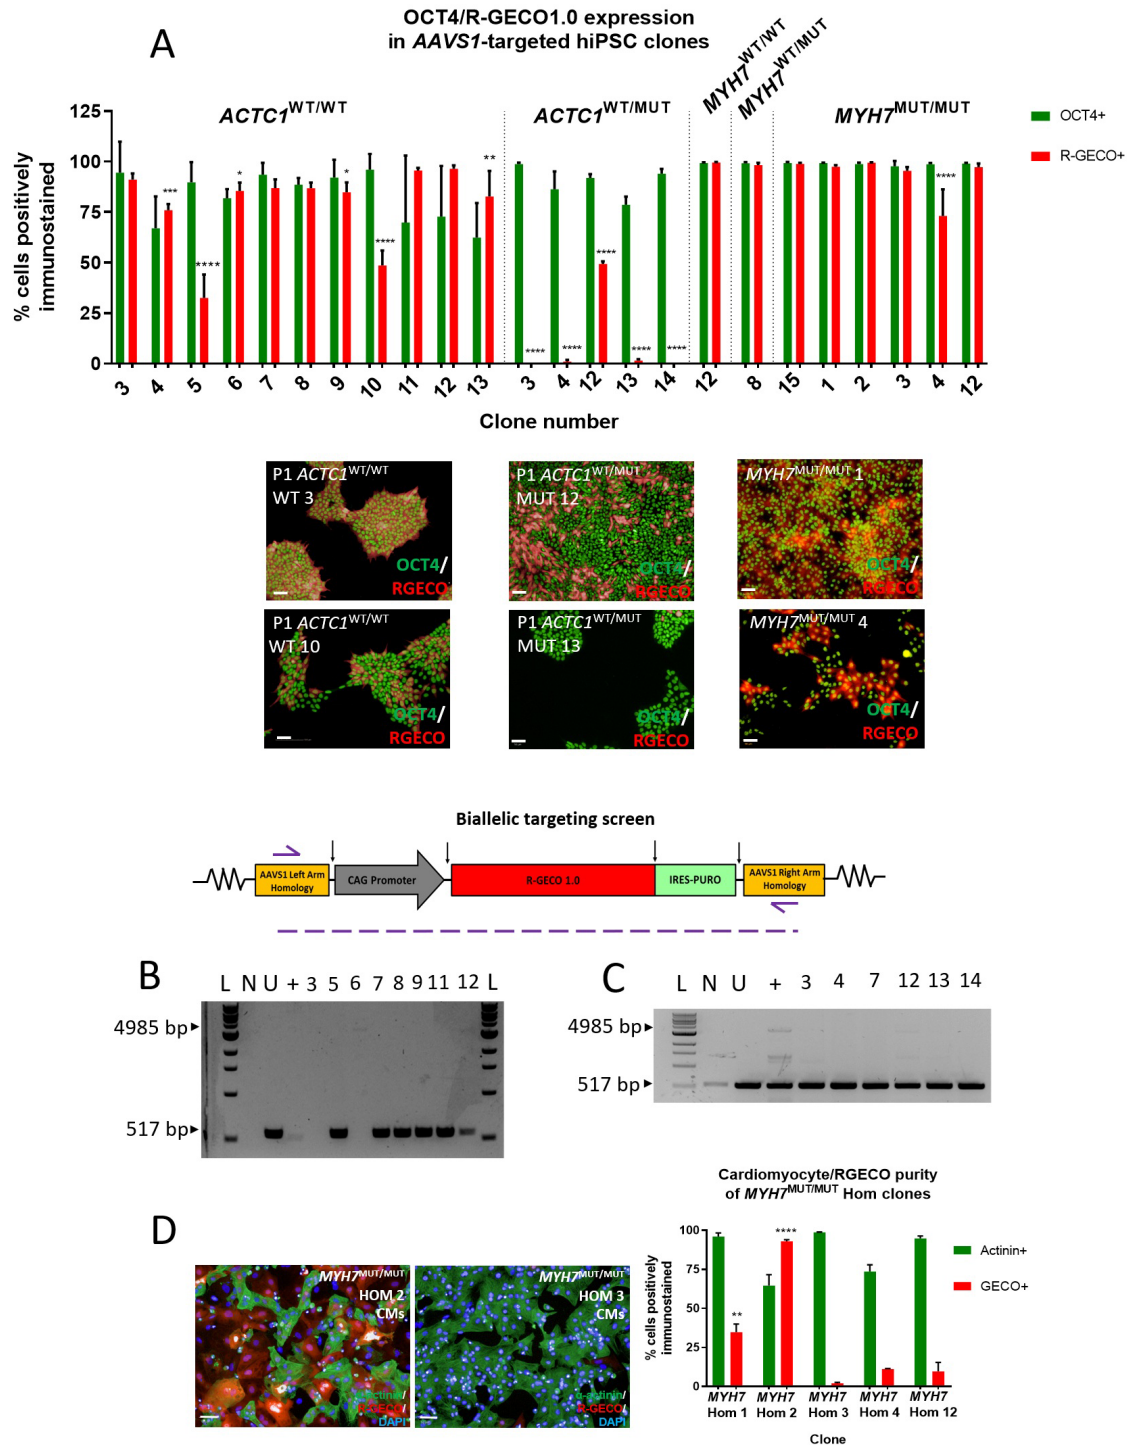 A
OCT4/R-GECO1.0 expression
in AAVS1-targeted hiPSC clones
ACTC1WT/WT
ACTC1WT/MUT
MYH7WT/WT
MYH7WT/MUT
MYH7MUT/MUT
OCT4+
R-GECO+
% cells positively
immunostained
125
100
75
50
25
0
*** **** * * **** ** **** **** **** **** **** ****
3 4 5 6 7 8 9 10 11 12 13 3 4 12 13 14 12 8 15 1 2 3 4 12
Clone number
P1 ACTC1WT/WT
WT 3
OCT4/
RGECO
P1 ACTC1WT/MUT
MUT 12
OCT4/
RGECO
MYH7MUT/MUT 1
OCT4/
RGECO
P1 ACTC1WT/WT
WT 10
OCT4/
RGECO
P1 ACTC1WT/MUT
MUT 13
OCT4/
RGECO
MYH7MUT/MUT 4
OCT4/
RGECO
Biallelic targeting screen
AAVS1 Left Arm
Homology
CAG Promoter
R-GECO 1.0
IRES-PURO
AAVS1 Right Arm
Homology
B
L N U + 3 5 6 7 8 9 11 12 L
4985 bp
517 bp
C
L N U + 3 4 7 12 13 14
4985 bp
517 bp
D
MYH7MUT/MUT
HOM 2
CMs
α-actinin/
R-GECO/
DAPI
MYH7MUT/MUT
HOM 3
CMs
α-actinin/
R-GECO/
DAPI
Cardiomyocyte/RGECO purity
of MYH7MUT/MUT Hom clones
% cells positively
immunostained
100
75
50
25
0
** ****
Actinin+
GECO+
MYH7 MYH7 MYH7 MYH7 MYH7
Hom 1 Hom 2 Hom 3 Hom 4 Hom 12
Clone